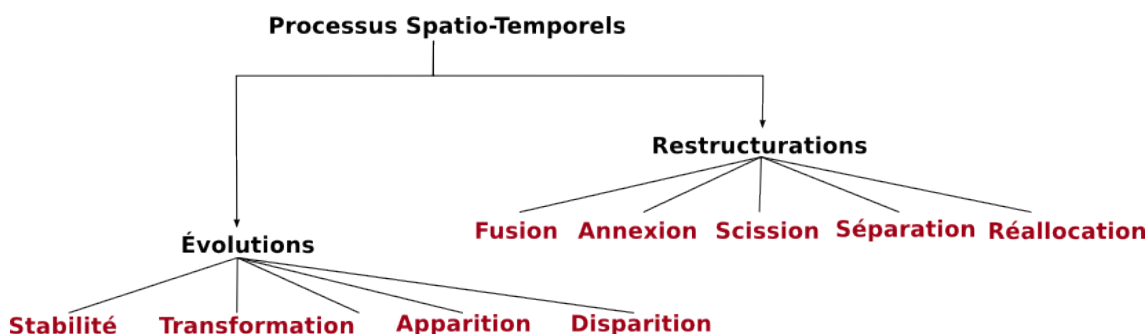 Processus Spatio-Temporels
Restructurations
Fusion Annexion Scission Séparation Réallocation
Évolutions
Stabilité Transformation Apparition Disparition